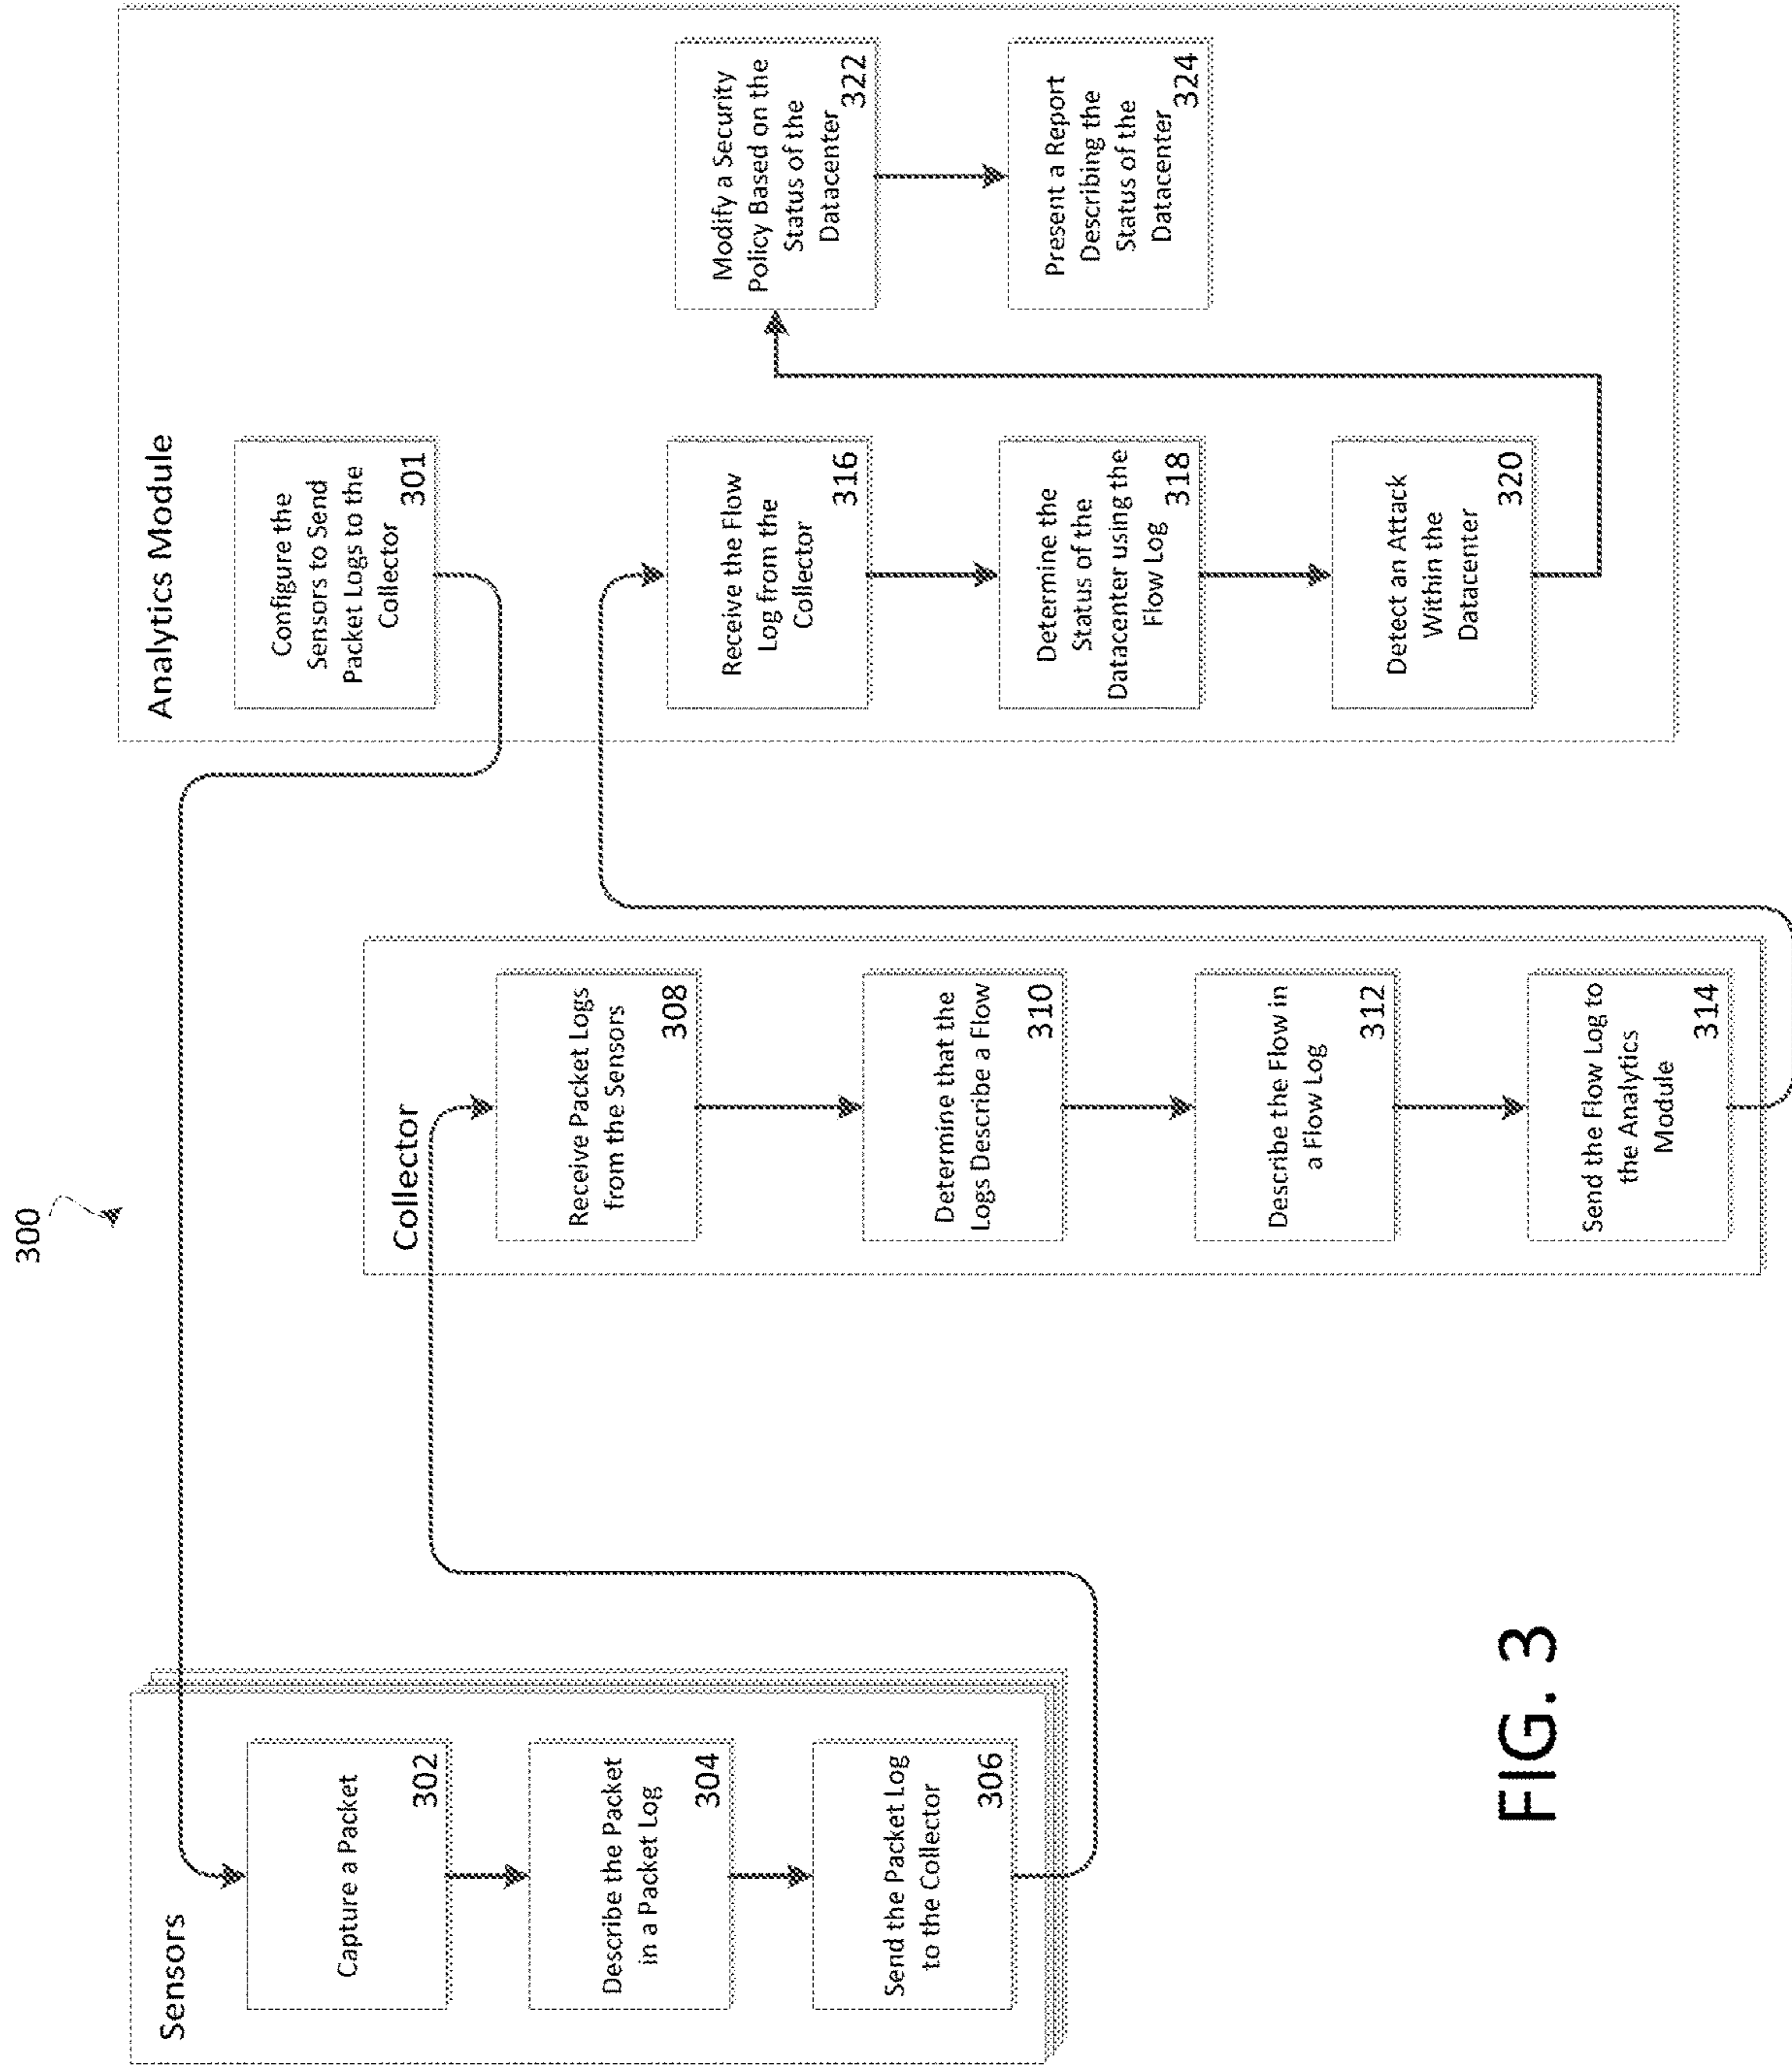 300
Sensors
Capture a Packet
302
Describe the Packet
in a Packet Log
304
Send the Packet Log
to the Collector
306
Collector
Receive Packet Logs
from the Sensors
308
Determine that the
Logs Describe a Flow
310
Describe the Flow in
a Flow Log
312
Send the Flow Log to
the Analytics
Module
314
Analytics Module
Configure the
Sensors to Send
Packet Logs to the
Collector
301
Receive the Flow
Log from the
Collector
316
Determine the
Status of the
Datacenter using the
Flow Log
318
Detect an Attack
Within the
Datacenter
320
Modify a Security
Policy Based on the
Status of the
Datacenter
322
Present a Report
Describing the
Status of the
Datacenter
324
FIG. 3